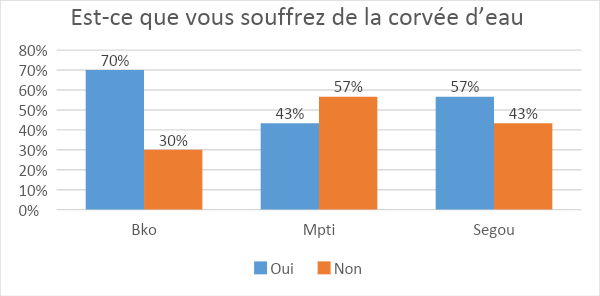 Est-ce que vous souffrez de la corvée d’eau
80%
70%
60%
50%
40%
30%
20%
10%
0%
70%
30%
43%
57%
57%
43%
Bko
Mpti
Segou
Oui
Non